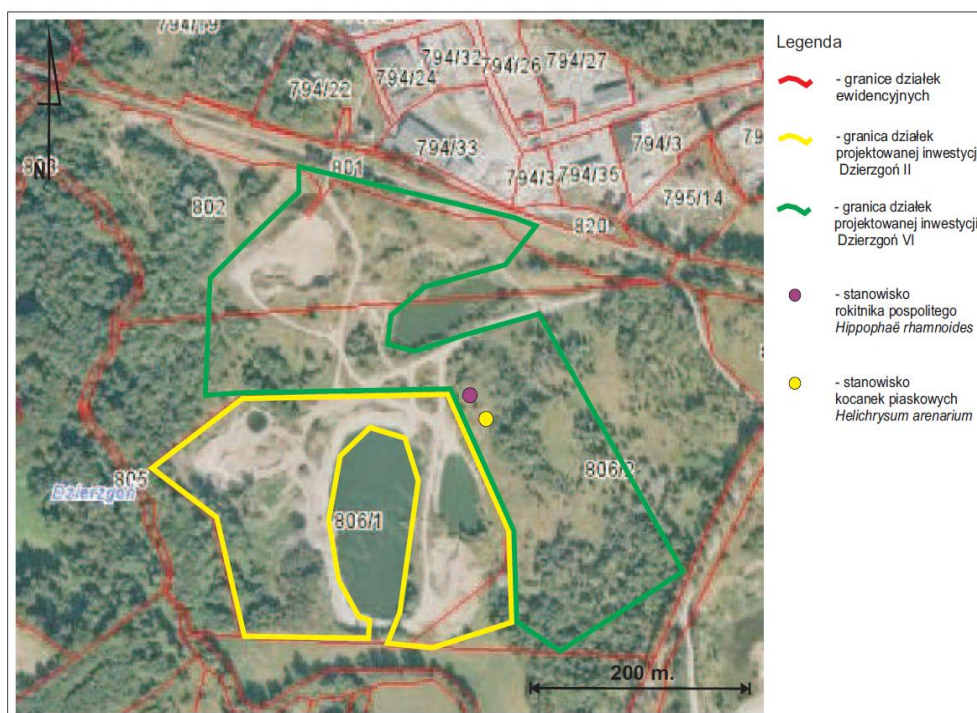 794/19
794/32
794/26
794/27
794/24
794/22
794/33
794/3
794/3
794/35
795/14
801
802
820
N
805
Dzierzgoń
806/1
806/2
200 m.
Legenda
- granice działek
ewidencyjnych
- granica działek
projektowanej inwestycji
Dzierzgoń II
- granica działek
projektowanej inwestycji
Dzierzgoń VI
- stanowisko
rokitnika pospolitego
Hippophaë rhamnoides
- stanowisko
kocanek piaskowych
Helichrysum arenarium